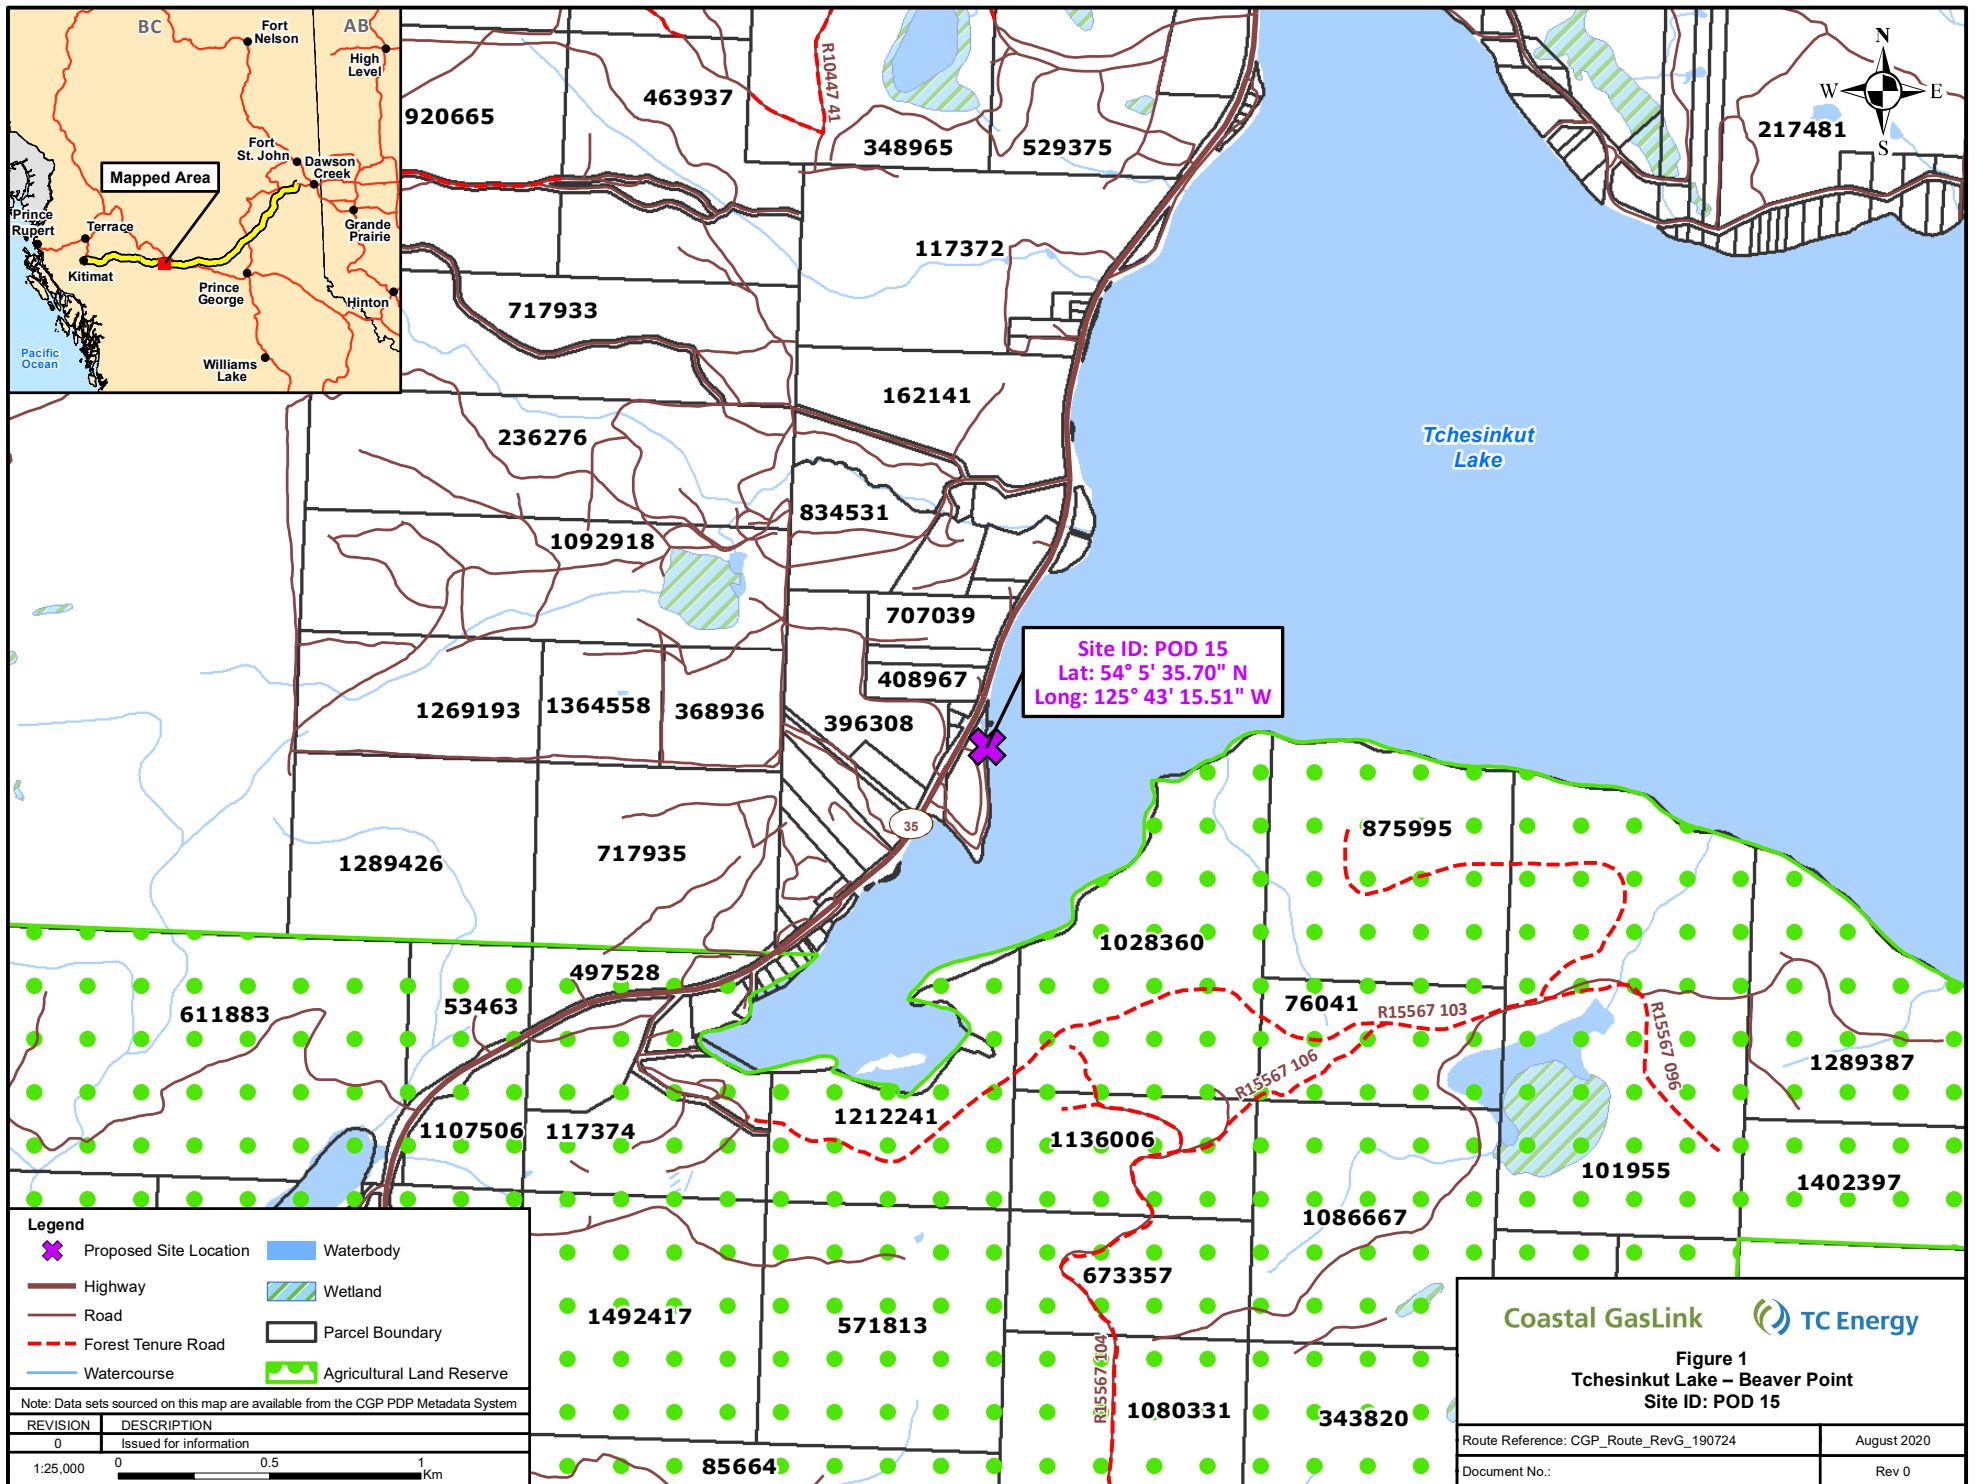 BC
AB
Fort
Nelson
High
Level
Fort
St. John
Dawson
Creek
Mapped Area
Prince
Rupert
Terrace
Grande
Prairie
Kitimat
Prince
George
Hinton
Pacific
Ocean
Williams
Lake
N
W
E
S
920665
463937
R10447 41
348965
529375
217481
117372
717933
162141
236276
Tchesinkut
Lake
834531
1092918
707039
Site ID: POD 15
Lat: 54° 5' 35.70" N
Long: 125° 43' 15.51" W
408967
1269193
1364558
368936
396308
35
875995
1289426
717935
1028360
497528
611883
53463
76041
R15567 103
R15567 096
R15567 106
1289387
1107506
117374
1212241
1136006
101955
1402397
1086667
673357
1492417
571813
R15567 104
1080331
343820
85664
Legend
Proposed Site Location
Highway
Road
Forest Tenure Road
Watercourse
Waterbody
Wetland
Parcel Boundary
Agricultural Land Reserve
Note: Data sets sourced on this map are available from the CGP PDP Metadata System
REVISION DESCRIPTION
0 Issued for information
1:25,000
0 0.5 1
Km
Coastal GasLink
TC Energy
Figure 1
Tchesinkut Lake – Beaver Point
Site ID: POD 15
Route Reference: CGP_Route_RevG_190724
August 2020
Document No.:
Rev 0